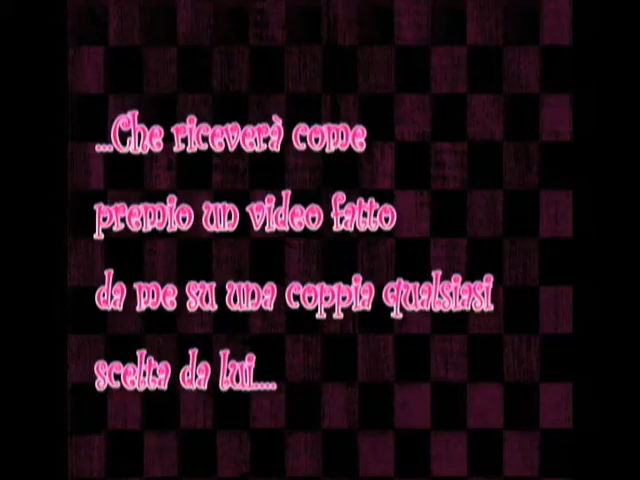 ...Che riceverà come
premio un video fatto
da me su una coppia qualsiasi
scelta da lui....